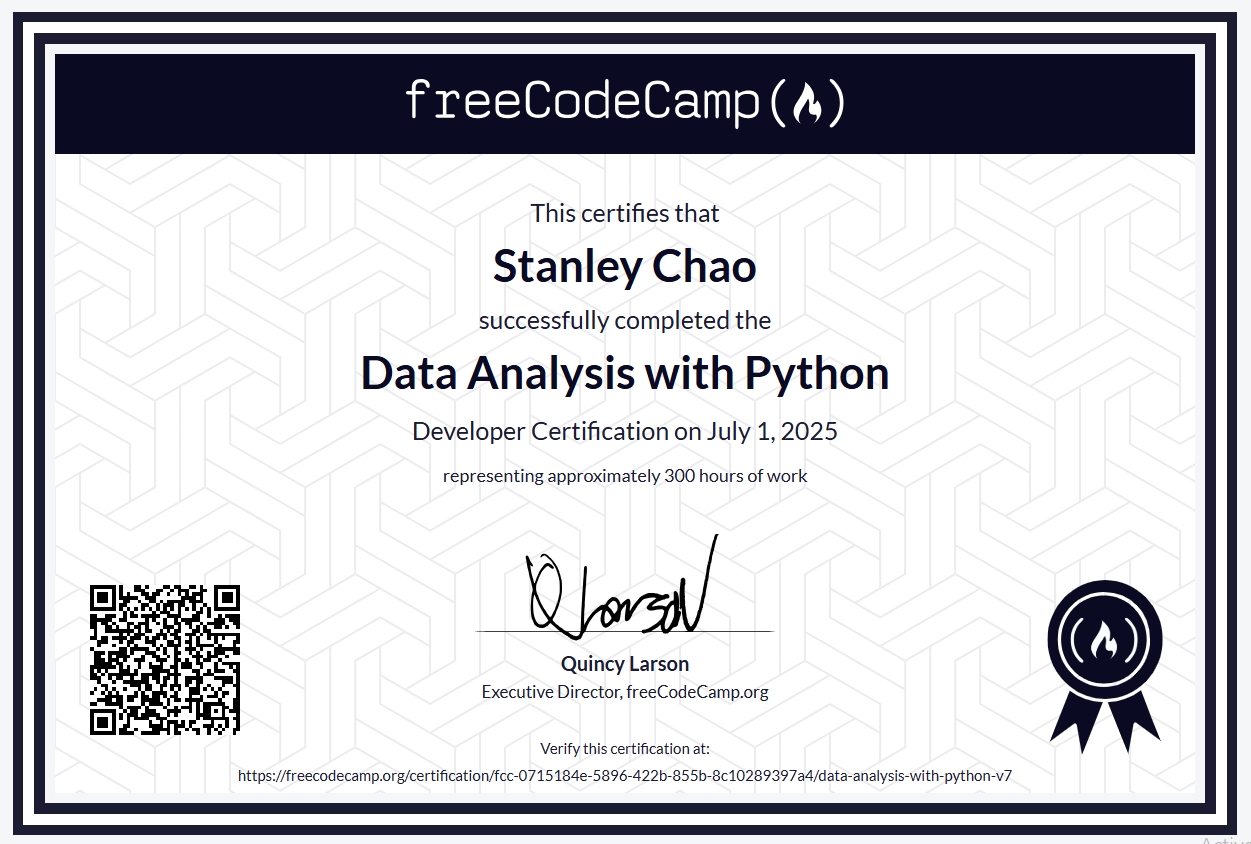 freeCodeCamp(🔥)
This certifies that
Stanley Chao
successfully completed the
Data Analysis with Python
Developer Certification on July 1, 2025
representing approximately 300 hours of work
Quincy Larson
Executive Director, freeCodeCamp.org
Verify this certification at:
https://freecodecamp.org/certification/fcc-0715184e-5896-422b-855b-8c10289397a4/data-analysis-with-python-v7